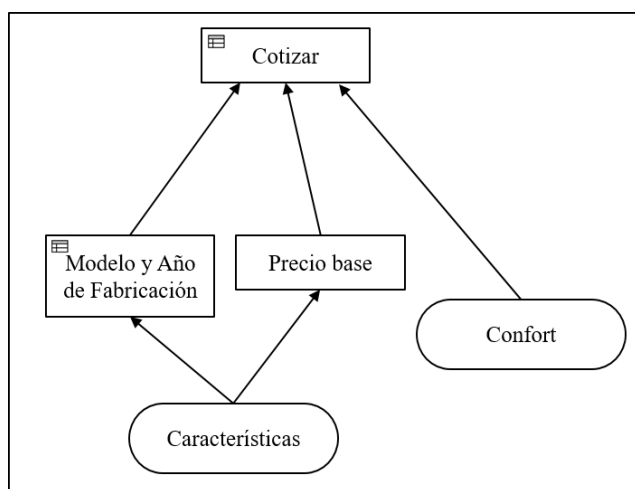 Cotizar
Modelo y Año
de Fabricación
Precio base
Confort
Características